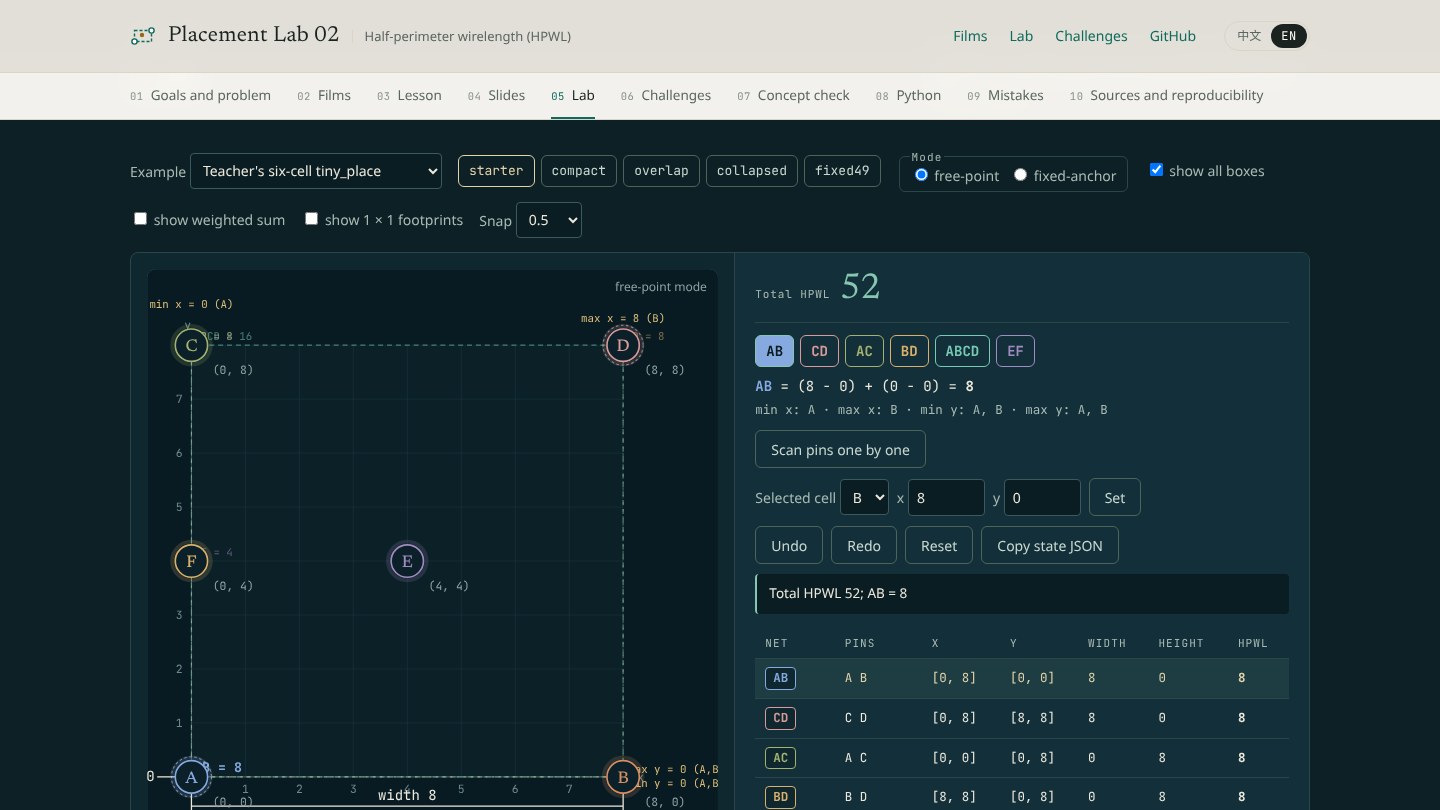 Placement Lab 02
Half-perimeter wirelength (HPWL)
Films Lab Challenges GitHub 中文 EN
01 Goals and problem 02 Films 03 Lesson 04 Slides 05 Lab 06 Challenges 07 Concept check 08 Python 09 Mistakes 10 Sources and reproducibility
Example Teacher's six-cell tiny_place starter compact overlap collapsed fixed49 Mode free-point fixed-anchor show all boxes
show weighted sum show 1 × 1 footprints Snap 0.5
free-point mode
min x = 0 (A)
max x = 8 (B)
C 16
D = 8
(0, 8) (8, 8)
7
6
5
F = 4 E
(0, 4) (4, 4)
3
2
1
0 A = 8 B
1 2 3 4 5 6 7
width 8
(0, 0) (8, 0)
y = 0 (A,B
y = 0 (A,B
Total HPWL 52
AB CD AC BD ABCD EF
AB = (8 - 0) + (0 - 0) = 8
min x: A · max x: B · min y: A, B · max y: A, B
Scan pins one by one
Selected cell B x 8 y 0 Set
Undo Redo Reset Copy state JSON
Total HPWL 52; AB = 8
NET PINS X Y WIDTH HEIGHT HPWL
AB A B [0, 8] [0, 0] 8 0 8
CD C D [0, 8] [8, 8] 8 0 8
AC A C [0, 0] [0, 8] 0 8 8
BD B D [8, 8] [0, 8] 0 8 8